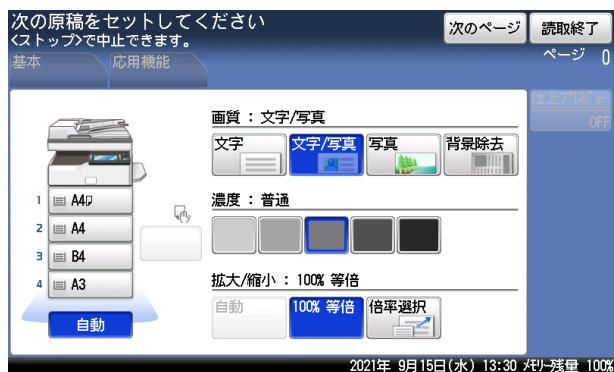 次の原稿をセットしてください
<ストップ>で中止できます。
次のページ
読取終了
ページ 0
基本
応用機能
仕上プレビュー
OFF
画質：文字/写真
文字
文字/写真
写真
背景除去
1 A4
2 A4
3 B4
4 A3
自動
濃度：普通
拡大/縮小：100% 等倍
自動
100% 等倍
倍率選択
2021年 9月15日(水) 13:30 メモリー残量 100%